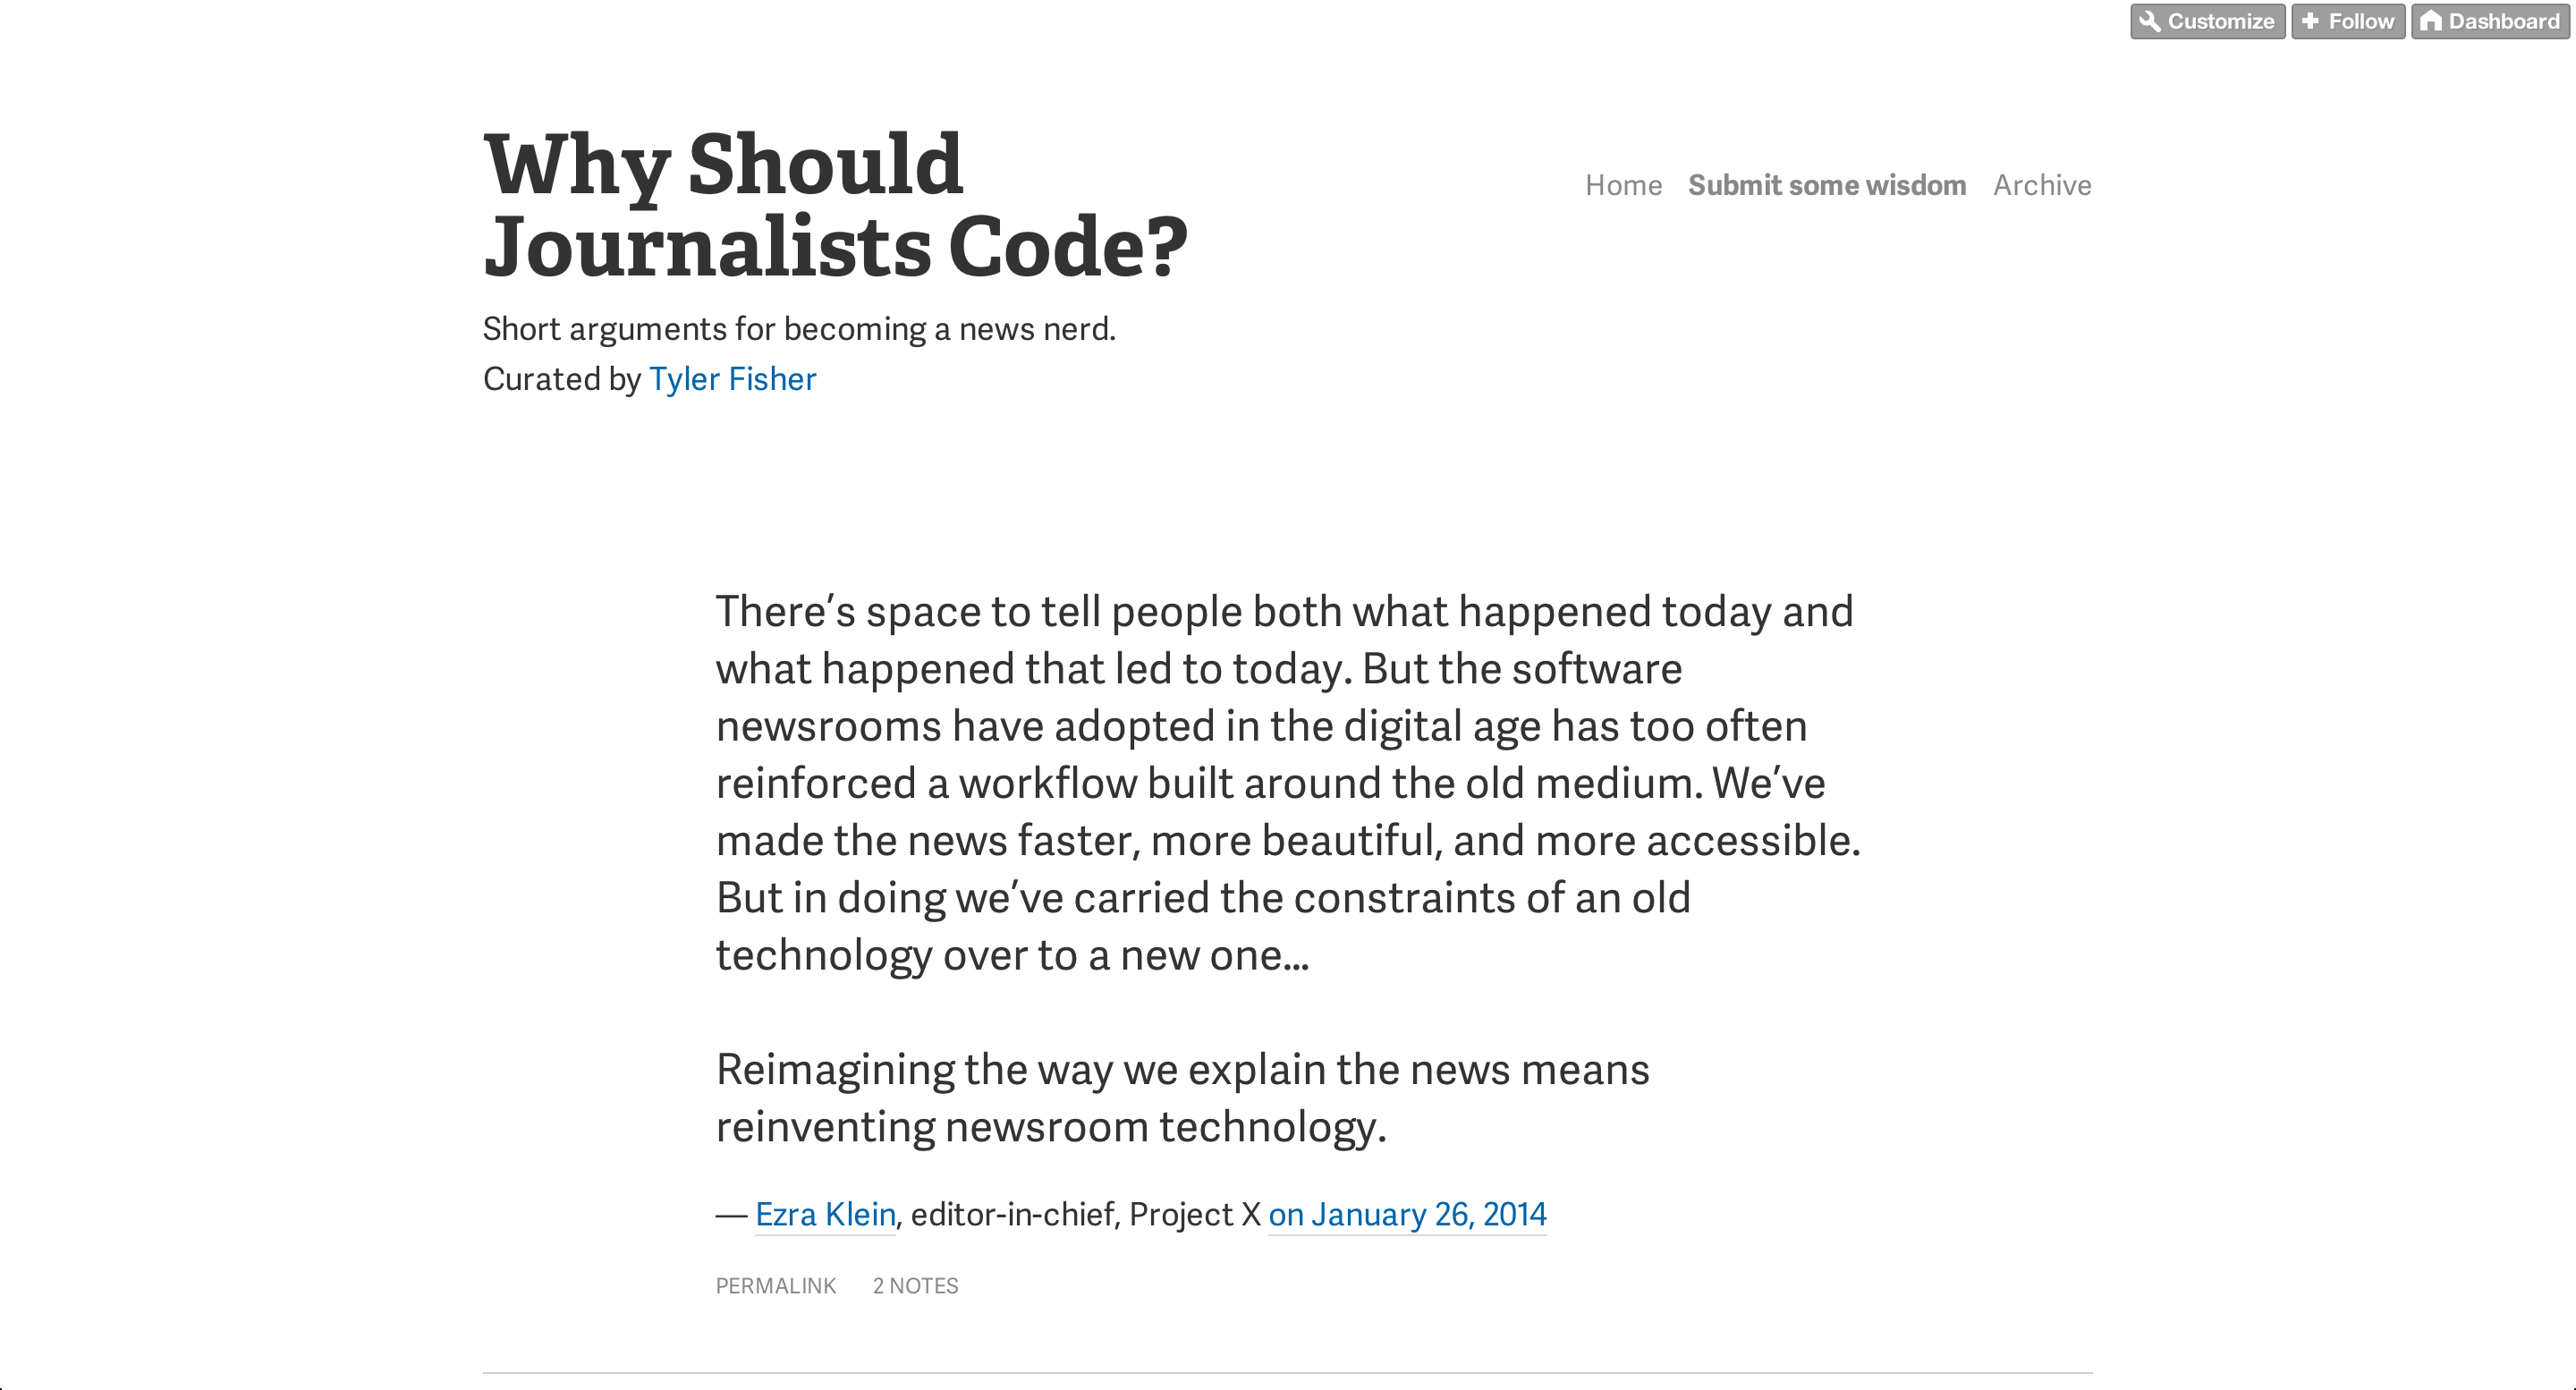 Customize Follow Dashboard
Why Should
Journalists Code?
Home Submit some wisdom Archive
Short arguments for becoming a news nerd.
Curated by Tyler Fisher
There’s space to tell people both what happened today and
what happened that led to today. But the software
newsrooms have adopted in the digital age has too often
reinforced a workflow built around the old medium. We’ve
made the news faster, more beautiful, and more accessible.
But in doing we’ve carried the constraints of an old
technology over to a new one…
Reimagining the way we explain the news means
reinventing newsroom technology.
— Ezra Klein, editor-in-chief, Project X on January 26, 2014
PERMALINK 2 NOTES